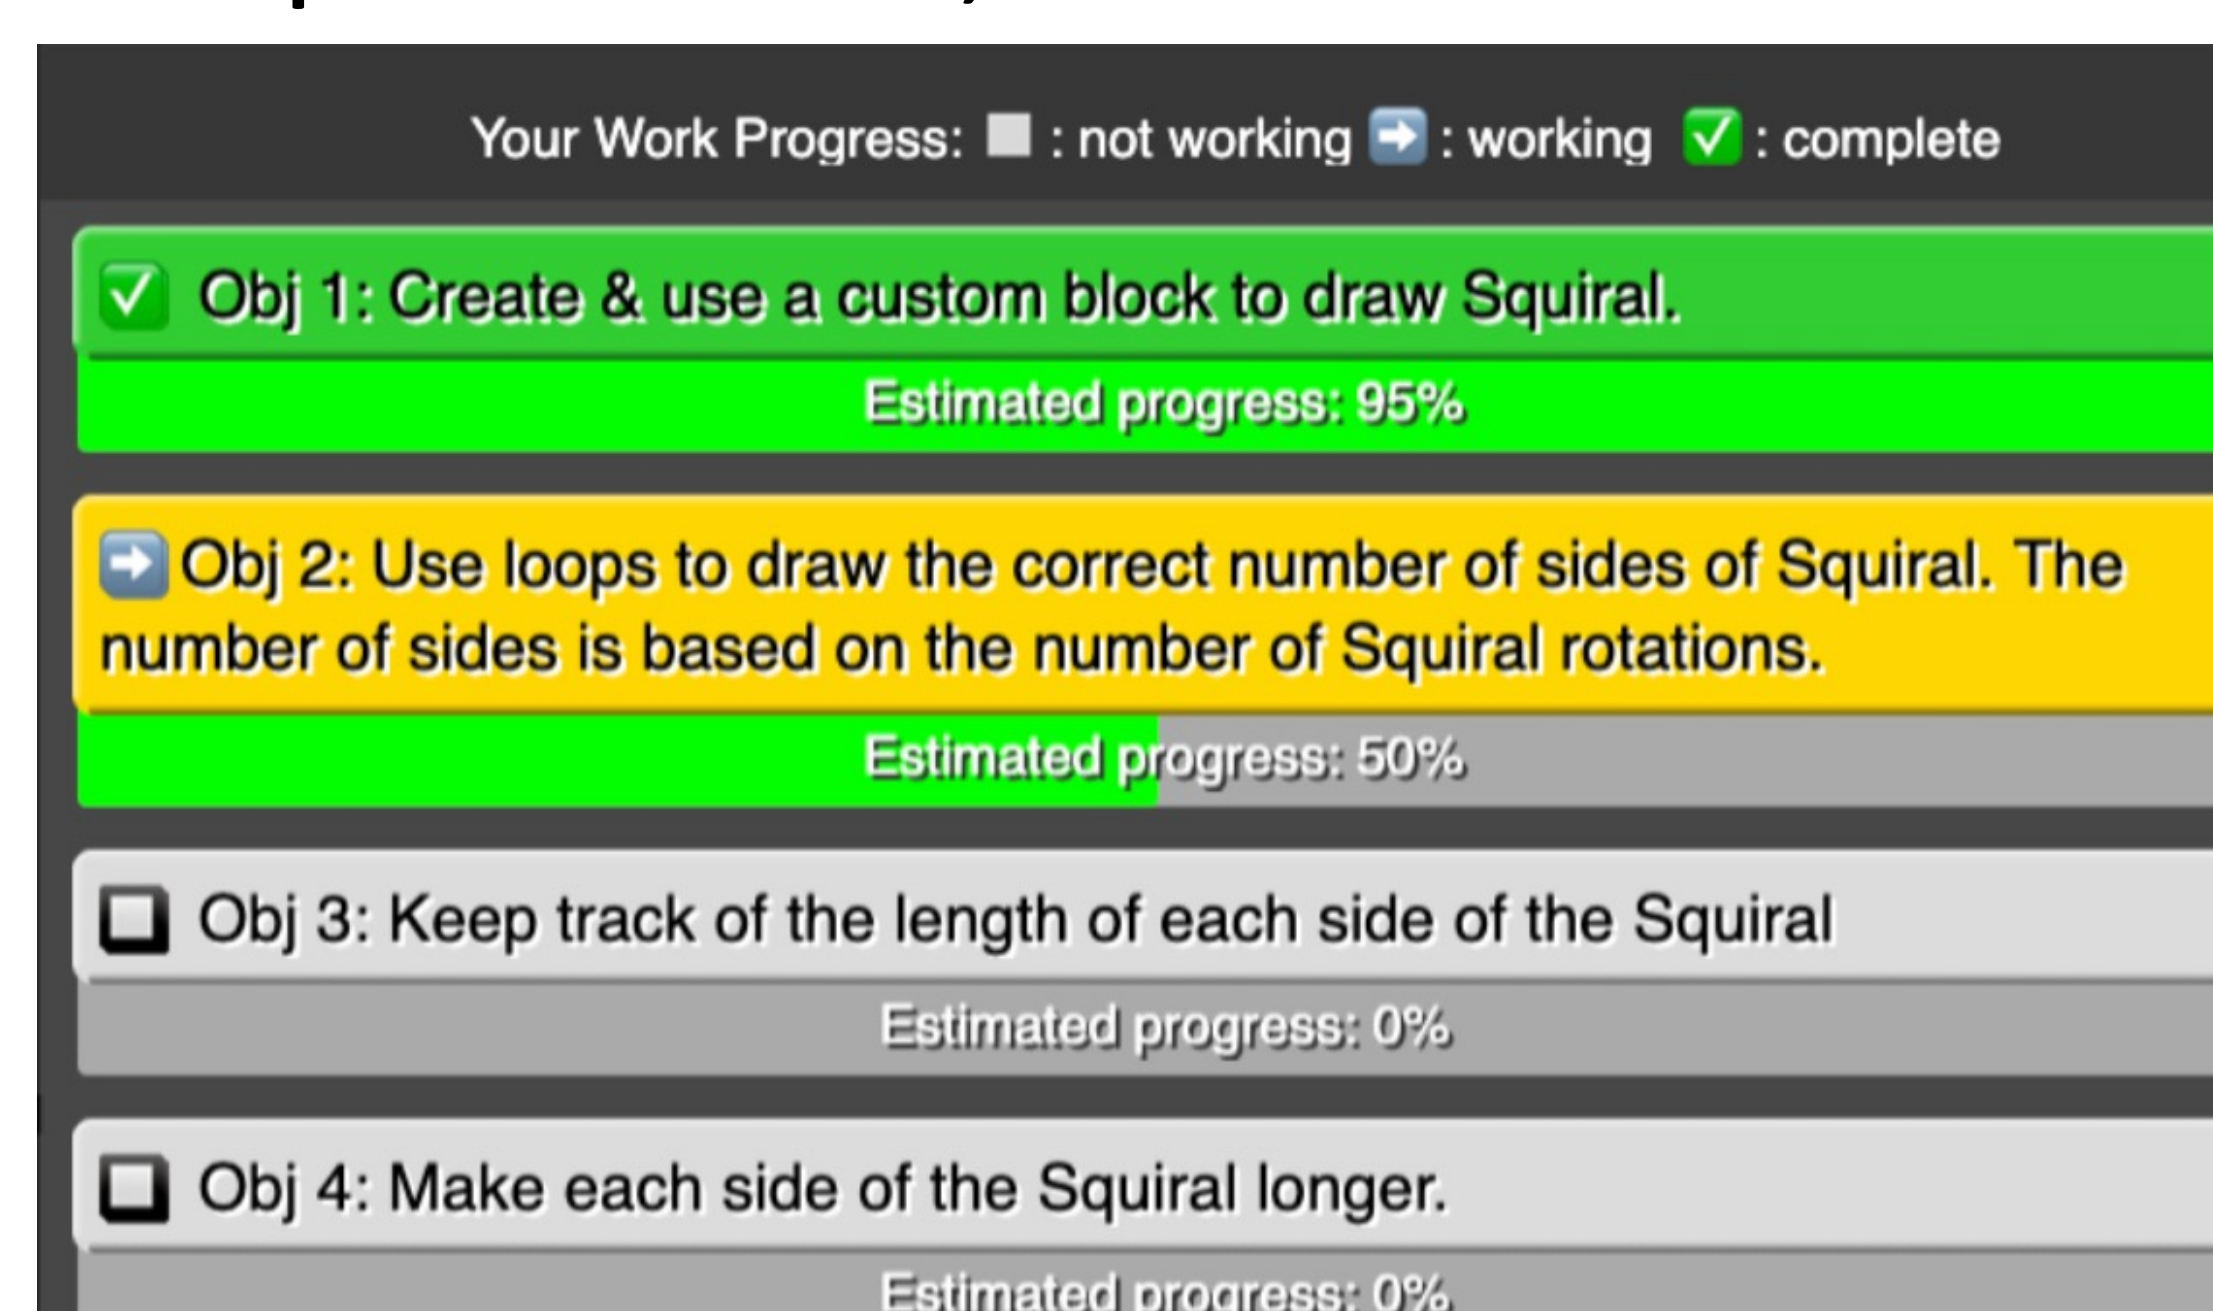 Your Work Progress: : not working : working : complete
Obj 1: Create & use a custom block to draw Squiral.
Estimated progress: 95%
Obj 2: Use loops to draw the correct number of sides of Squiral. The
number of sides is based on the number of Squiral rotations.
Estimated progress: 50%
Obj 3: Keep track of the length of each side of the Squiral
Estimated progress: 0%
Obj 4: Make each side of the Squiral longer.
Estimated progress: 0%